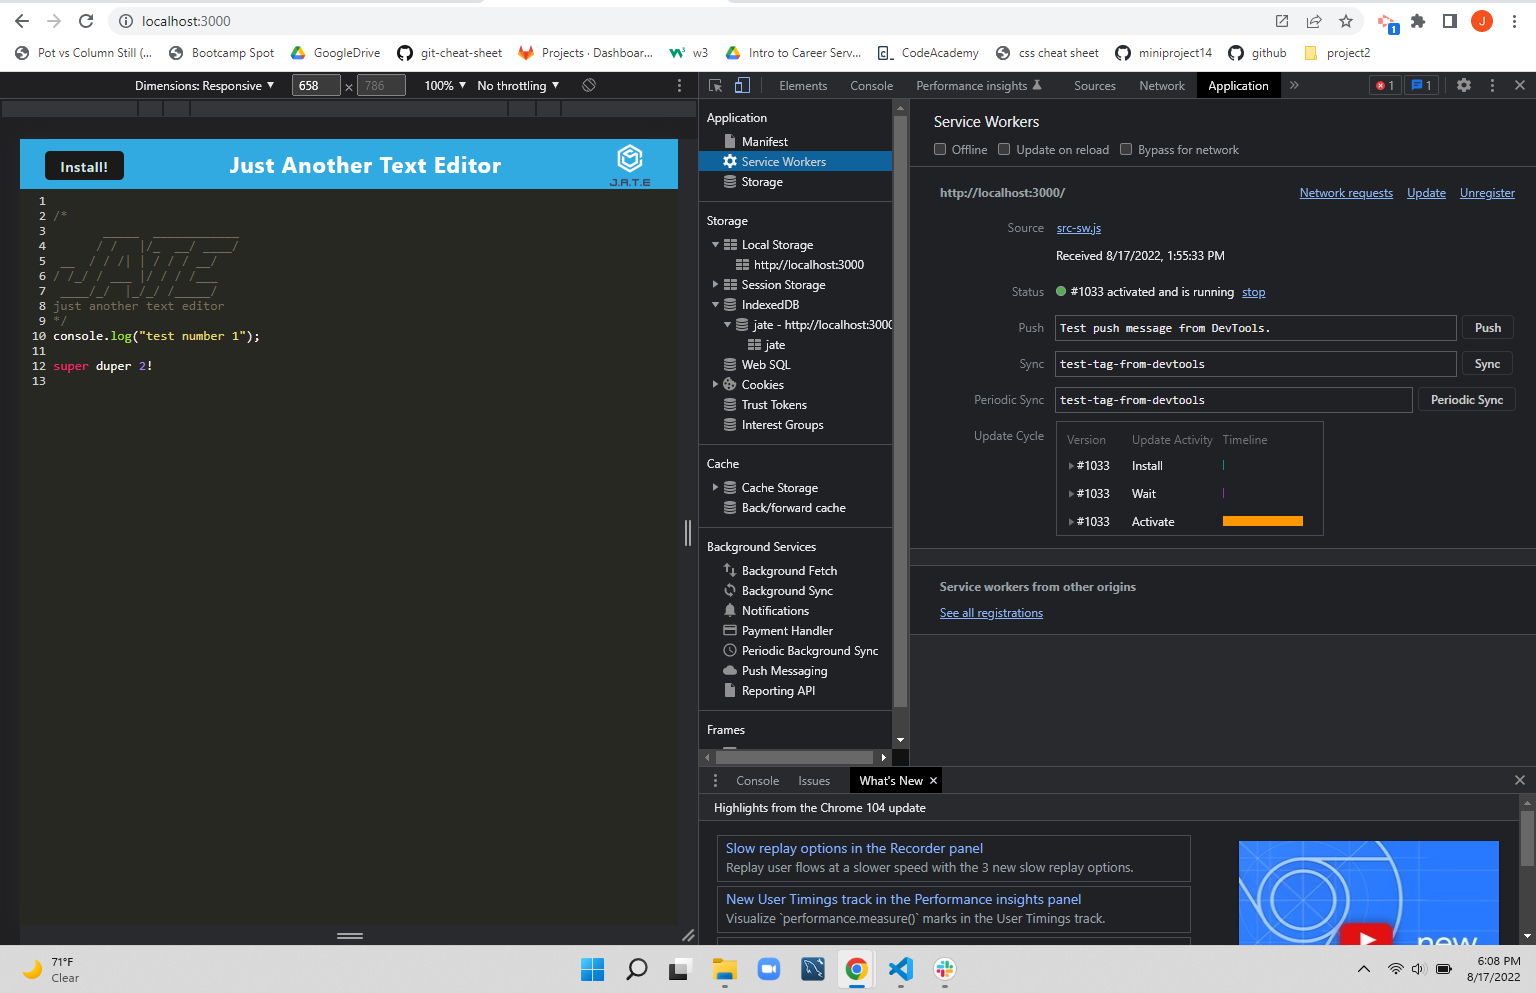 localhost:3000
1
Pot vs Column Still (... Bootcamp Spot GoogleDrive git-cheat-sheet Projects · Dashboar... w3 Intro to Career Serv... CodeAcademy css cheat sheet miniproject14 github project2
Dimensions: Responsive ▼ 658 × 786 100% ▼ No throttling ▼
Elements Console Performance insights Sources Network Application » 1 1
Install! Just Another Text Editor J.A.T.E
1
2 /*
3 _____ ____________
4 / / |/_ __/ ____/
5 __ / / /| | / / / __/
6 / /_/ / ___ |/ / / /___
7 ____/_/ |_/_/ /_____/
8 just another text editor
9 */
10 console.log("test number 1");
11
12 super duper 2!
13
Application
Manifest
Service Workers
Storage
Storage
Local Storage
http://localhost:3000
Session Storage
IndexedDB
jate - http://localhost:3000
jate
Web SQL
Cookies
Trust Tokens
Interest Groups
Cache
Cache Storage
Back/forward cache
Background Services
Background Fetch
Background Sync
Notifications
Payment Handler
Periodic Background Sync
Push Messaging
Reporting API
Frames
Service Workers
Offline Update on reload Bypass for network
http://localhost:3000/ Network requests Update Unregister
Source src-sw.js
Received 8/17/2022, 1:55:33 PM
Status #1033 activated and is running stop
Push Test push message from DevTools. Push
Sync test-tag-from-devtools Sync
Periodic Sync test-tag-from-devtools Periodic Sync
Update Cycle Version Update Activity Timeline
#1033 Install
#1033 Wait
#1033 Activate
Service workers from other origins
See all registrations
Console Issues What's New ×
Highlights from the Chrome 104 update
Slow replay options in the Recorder panel
Replay user flows at a slower speed with the 3 new slow replay options.
New User Timings track in the Performance insights panel
Visualize `performance.measure()` marks in the User Timings track.
new
71°F
Clear
6:08 PM
8/17/2022
J